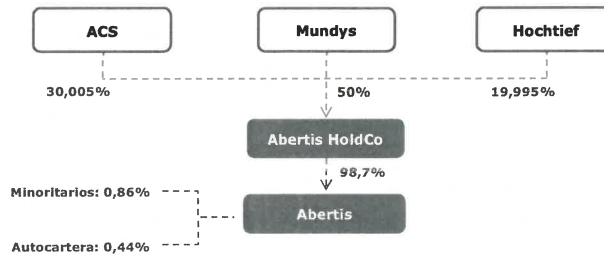 ACS
Mundys
Hochtief
30,005%
50%
19,995%
Abertis HoldCo
98,7%
Minoritarios: 0,86%
Abertis
Autocartera: 0,44%